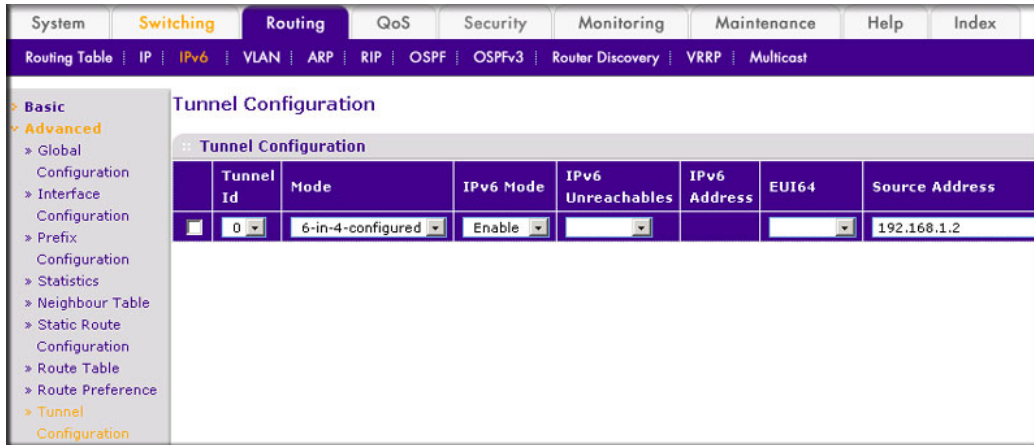 System Switching Routing QoS Security Monitoring Maintenance Help Index
Routing Table IP IPv6 VLAN ARP RIP OSPF OSPFv3 Router Discovery VRRP Multicast
Basic
Advanced
» Global
Configuration
» Interface
Configuration
» Prefix
Configuration
» Statistics
» Neighbour Table
» Static Route
Configuration
» Route Table
» Route Preference
» Tunnel
Configuration
Tunnel Configuration
Tunnel Configuration
Tunnel Id Mode IPv6 Mode IPv6 Unreachables IPv6 Address EUI64 Source Address
0 6-in-4-configured Enable 192.168.1.2